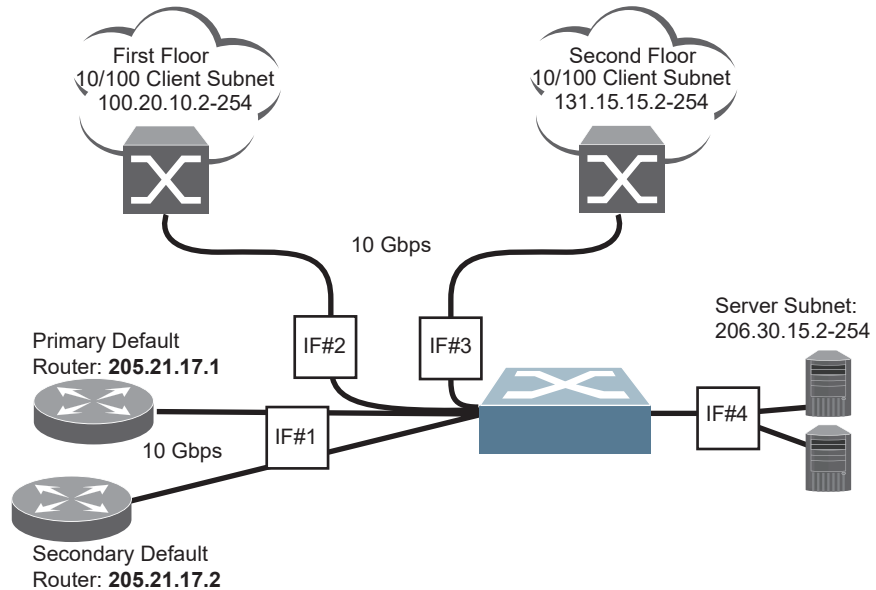 First Floor
10/100 Client Subnet
100.20.10.2-254
Second Floor
10/100 Client Subnet
131.15.15.2-254
10 Gbps
Server Subnet:
206.30.15.2-254
Primary Default
Router: 205.21.17.1
IF#2
IF#3
IF#4
IF#1
10 Gbps
Secondary Default
Router: 205.21.17.2